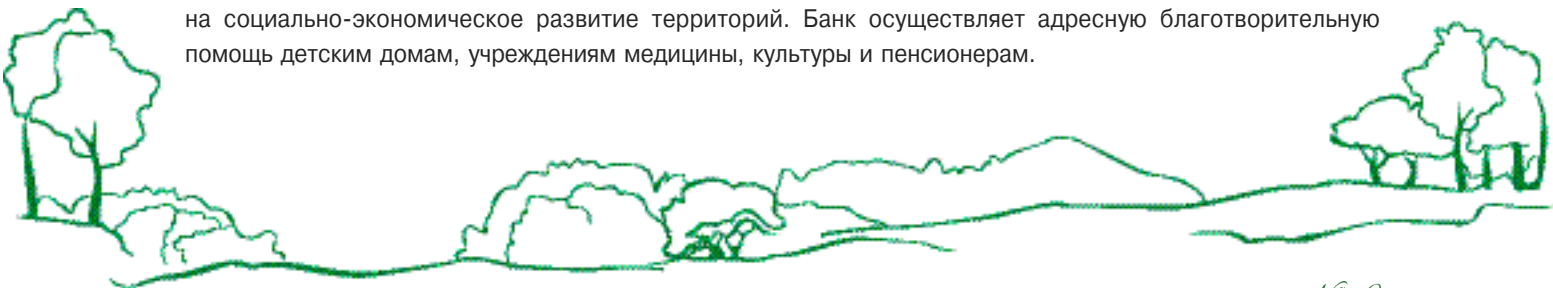 на социально-экономическое развитие территорий. Банк осуществляет адресную благотворительную
помощь детским домам, учреждениям медицины, культуры и пенсионерам.